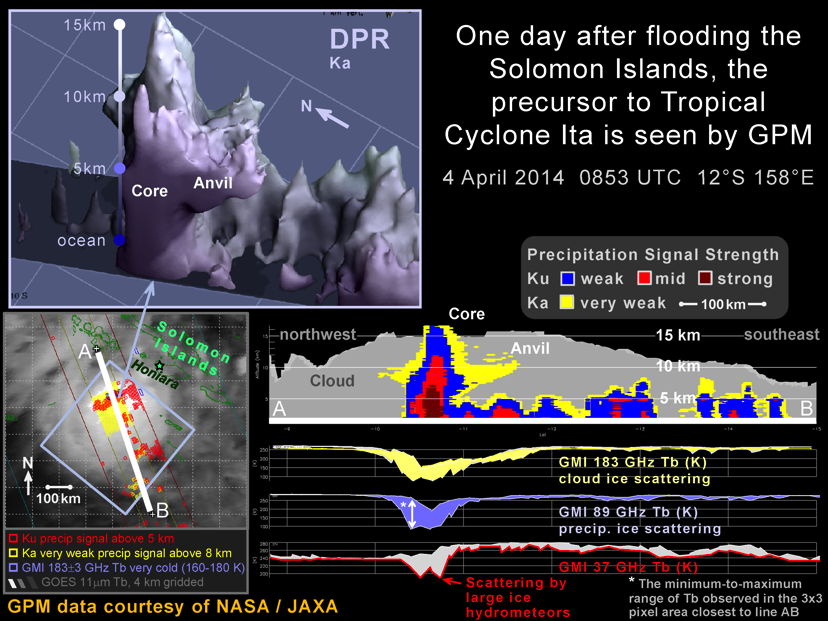 15km
10km
5km
ocean
DPR
Ka
N
Core
Anvil
10 S
One day after flooding the
Solomon Islands, the
precursor to Tropical
Cyclone Ita is seen by GPM
4 April 2014 0853 UTC 12°S 158°E
Precipitation Signal Strength
Ku weak mid strong
Ka very weak 100km
A
Solomon
Islands
Honiara
N
100km
B
Ku precip signal above 5 km
Ka very weak precip signal above 8 km
GMI 183±3 GHz Tb very cold (160-180 K)
GOES 11µm Tb, 4 km gridded
GPM data courtesy of NASA / JAXA
Core
northwest 15 km southeast
Anvil
10 km
Cloud
5 km
A B
GMI 183 GHz Tb (K)
cloud ice scattering
*
GMI 89 GHz Tb (K)
precip. ice scattering
GMI 37 GHz Tb (K)
Scattering by
large ice
hydrometeors
* The minimum-to-maximum
range of Tb observed in the 3x3
pixel area closest to line AB